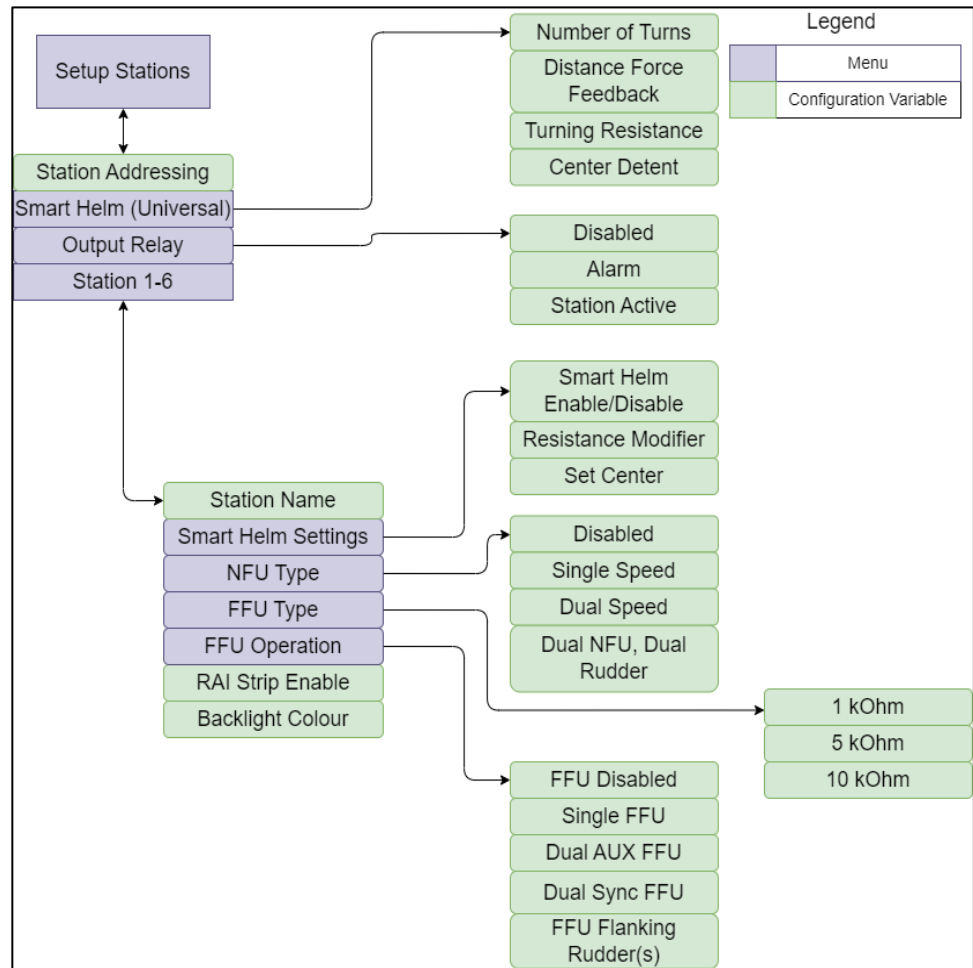 Setup Stations
Station Addressing
Smart Helm (Universal)
Output Relay
Station 1-6
Number of Turns
Distance Force
Feedback
Turning Resistance
Center Detent
Legend
Menu
Configuration Variable
Disabled
Alarm
Station Active
Station Name
Smart Helm Settings
NFU Type
FFU Type
FFU Operation
RAI Strip Enable
Backlight Colour
Smart Helm
Enable/Disable
Resistance Modifier
Set Center
Disabled
Single Speed
Dual Speed
Dual NFU, Dual
Rudder
1 kOhm
5 kOhm
10 kOhm
FFU Disabled
Single FFU
Dual AUX FFU
Dual Sync FFU
FFU Flanking
Rudder(s)